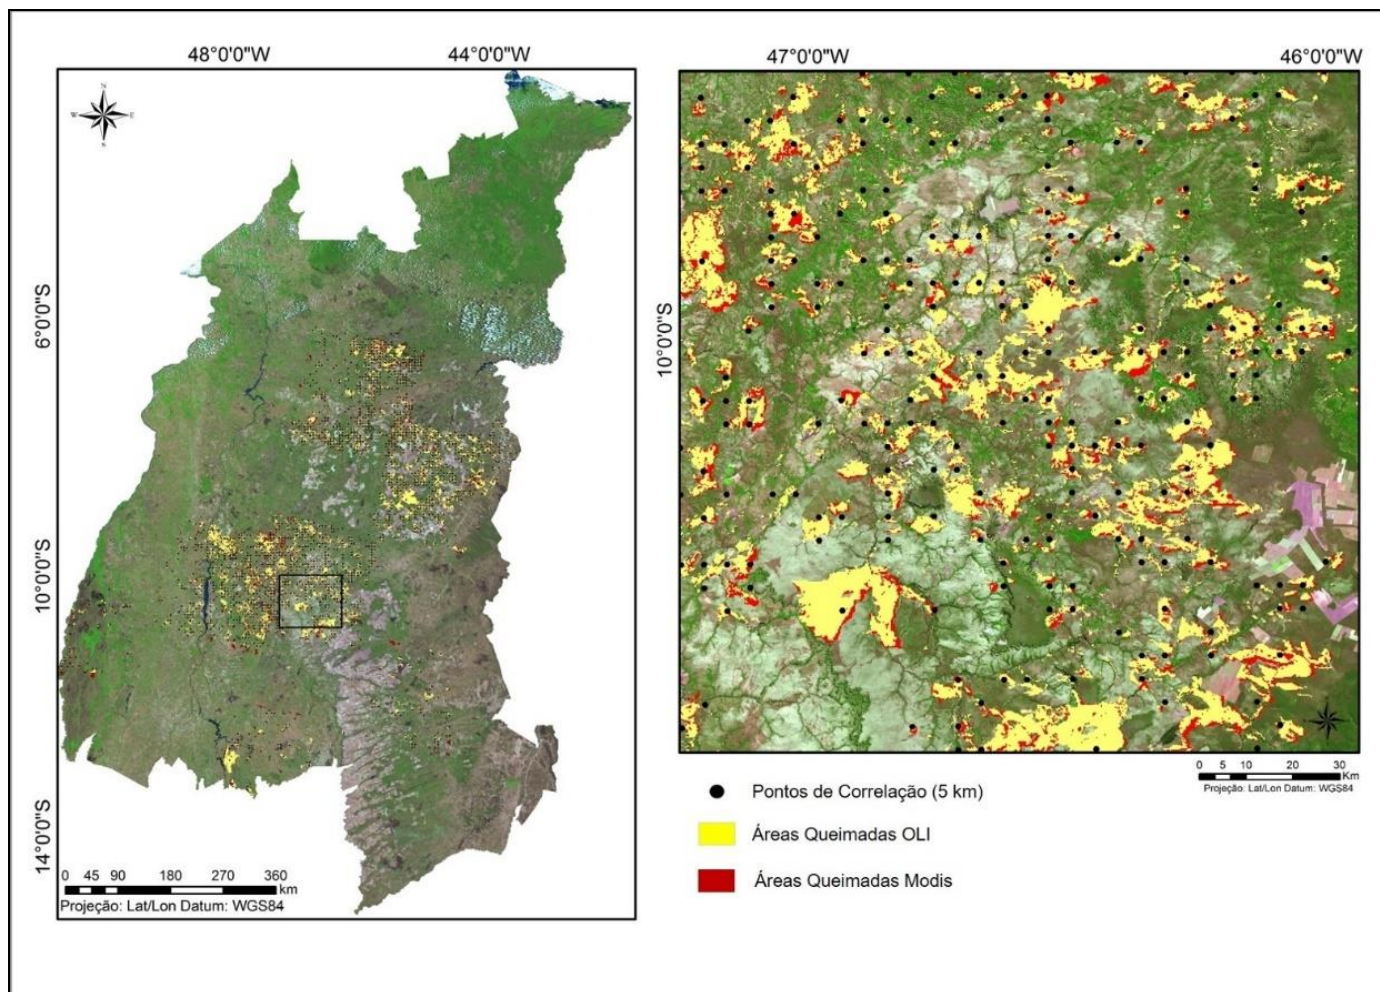 48°0'0"W
44°0'0"W
N
W
E
S
6°0'0"S
10°0'0"S
14°0'0"S
0 45 90 180 270 360
km
Projeção: Lat/Lon Datum: WGS84
47°0'0"W
46°0'0"W
10°0'0"S
0 5 10 20 30
Km
Projeção: Lat/Lon Datum: WGS84
Pontos de Correlação (5 km)
Áreas Queimadas OLI
Áreas Queimadas Modis